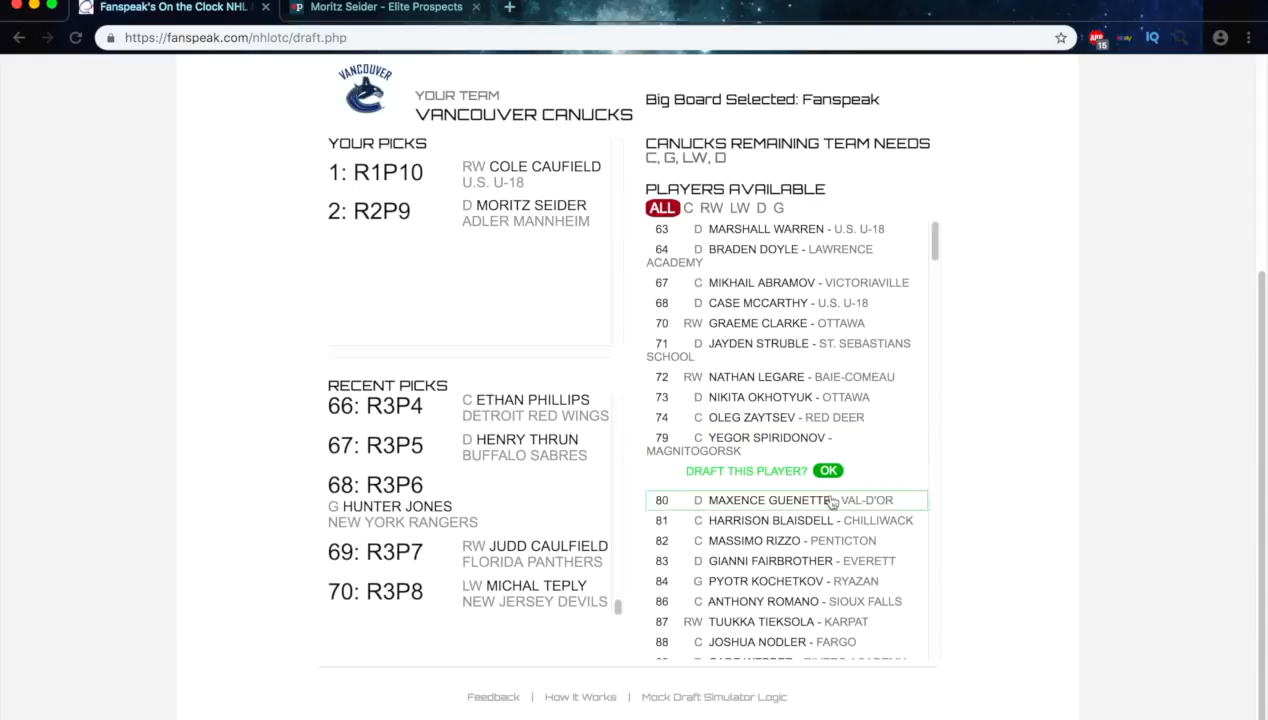 Fanspeak's On the Clock NHL
Moritz Seider - Elite Prospects
https://fanspeak.com/nhlotc/draft.php
APP
15
ebay
IQ
VANCOUVER
YOUR TEAM
VANCOUVER CANUCKS
YOUR PICKS
1: R1P10
RW COLE CAUFIELD
U.S. U-18
2: R2P9
D MORITZ SEIDER
ADLER MANNHEIM
RECENT PICKS
66: R3P4
C ETHAN PHILLIPS
DETROIT RED WINGS
67: R3P5
D HENRY THRUN
BUFFALO SABRES
68: R3P6
G HUNTER JONES
NEW YORK RANGERS
69: R3P7
RW JUDD CAULFIELD
FLORIDA PANTHERS
70: R3P8
LW MICHAL TEPLY
NEW JERSEY DEVILS
Big Board Selected: Fanspeak
CANUCKS REMAINING TEAM NEEDS
C, G, LW, D
PLAYERS AVAILABLE
ALL C RW LW D G
63 D MARSHALL WARREN - U.S. U-18
64 D BRADEN DOYLE - LAWRENCE
ACADEMY
67 C MIKHAIL ABRAMOV - VICTORIAVILLE
68 D CASE MCCARTHY - U.S. U-18
70 RW GRAEME CLARKE - OTTAWA
71 D JAYDEN STRUBLE - ST. SEBASTIANS
SCHOOL
72 RW NATHAN LEGARE - BAIE-COMEAU
73 D NIKITA OKHOTYUK - OTTAWA
74 C OLEG ZAYTSEV - RED DEER
79 C YEGOR SPIRIDONOV -
MAGNITOGORSK
DRAFT THIS PLAYER? OK
80 D MAXENCE GUENETTE - VAL-D'OR
81 C HARRISON BLAISDELL - CHILLIWACK
82 C MASSIMO RIZZO - PENTICTON
83 D GIANNI FAIRBROTHER - EVERETT
84 G PYOTR KOCHETKOV - RYAZAN
86 C ANTHONY ROMANO - SIOUX FALLS
87 RW TUUKKA TIEKSOLA - KARPAT
88 C JOSHUA NODLER - FARGO
Feedback | How It Works | Mock Draft Simulator Logic